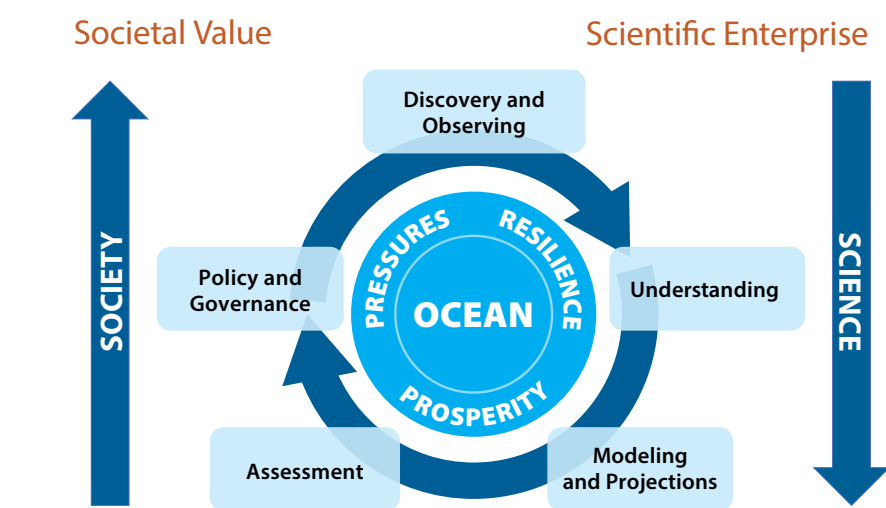 Societal Value
Scientific Enterprise
Discovery and
Observing
SOCIETY
Policy and
Governance
PRESSURES
RESILIENCE
OCEAN
PROSPERITY
Understanding
SCIENCE
Assessment
Modeling
and Projections